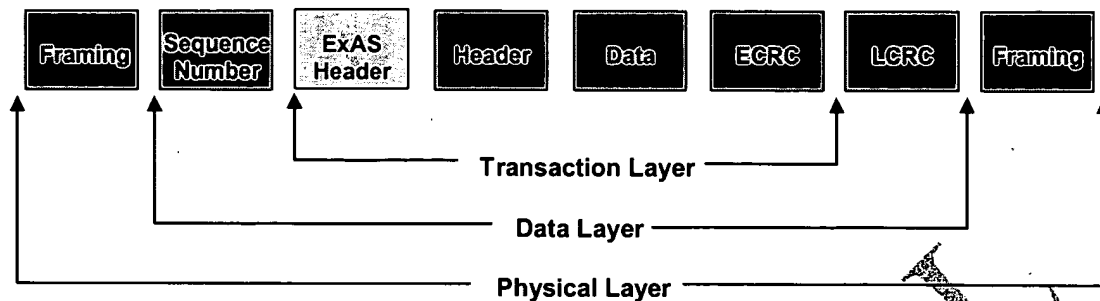 Framing
Sequence
Number
ExAS
Header
Header
Data
ECRC
LCRC
Framing
Transaction Layer
Data Layer
Physical Layer